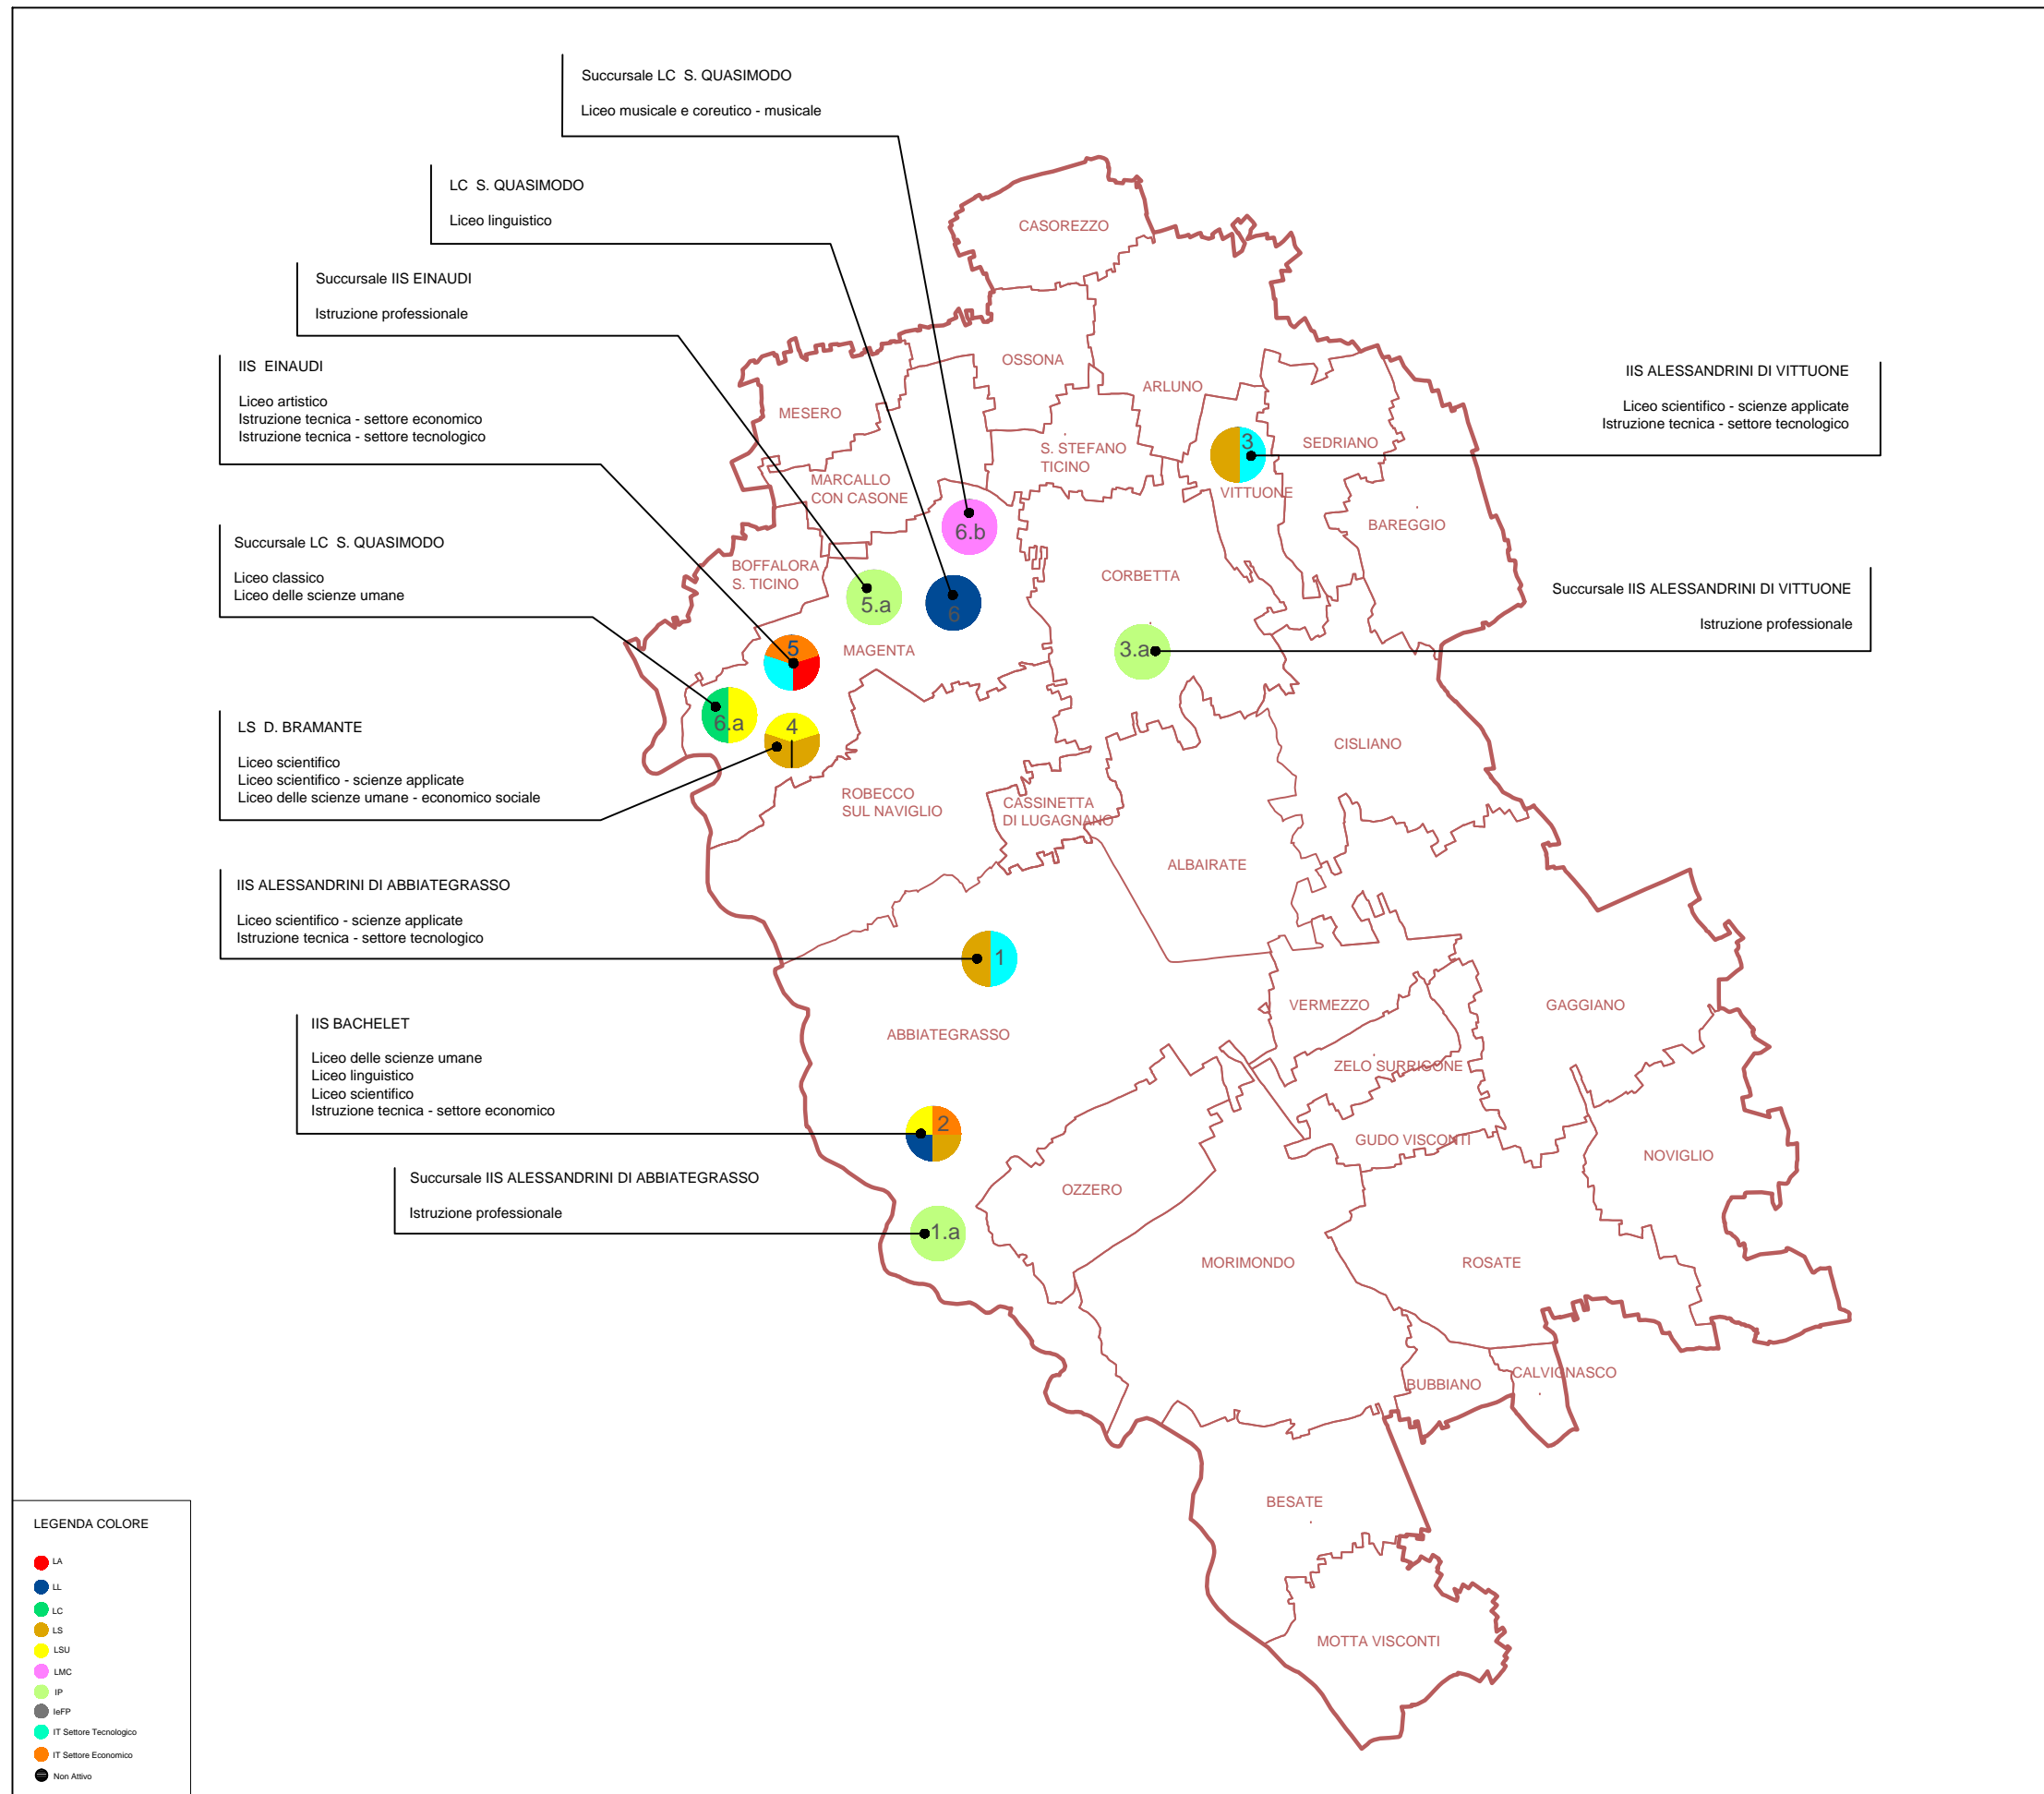 Succursale LC S. QUASIMODO
Liceo musicale e coreutico - musicale
LC S. QUASIMODO
Liceo linguistico
Succursale IIS EINAUDI
Istruzione professionale
IIS EINAUDI
Liceo artistico
Istruzione tecnica - settore economico
Istruzione tecnica - settore tecnologico
Succursale LC S. QUASIMODO
Liceo classico
Liceo delle scienze umane
LS D. BRAMANTE
Liceo scientifico
Liceo scientifico - scienze applicate
Liceo delle scienze umane - economico sociale
IIS ALESSANDRINI DI ABBIATEGRASSO
Liceo scientifico - scienze applicate
Istruzione tecnica - settore tecnologico
IIS BACHELET
Liceo delle scienze umane
Liceo linguistico
Liceo scientifico
Istruzione tecnica - settore economico
Succursale IIS ALESSANDRINI DI ABBIATEGRASSO
Istruzione professionale
IIS ALESSANDRINI DI VITTUONE
Liceo scientifico - scienze applicate
Istruzione tecnica - settore tecnologico
Succursale IIS ALESSANDRINI DI VITTUONE
Istruzione professionale
CASOREZZO
OSSONA
ARLUNO
MESERO
SEDRIANO
S. STEFANO
TICINO
3
VITTUONE
MARCALLO
CON CASONE
BAREGGIO
6.b
BOFFALORA
S. TICINO
CORBETTA
5.a
6
5
MAGENTA
3.a
6.a
4
CISLIANO
ROBECCO
SUL NAVIGLIO
CASSINETTA
DI LUGAGNANO
ALBAIRATE
1
VERMEZZO
GAGGIANO
ABBIATEGRASSO
ZELO SURRIGONE
2
GUDO VISCONTI
NOVIGLIO
OZZERO
1.a
MORIMONDO
ROSATE
BUBBIANO
CALVIGNASCO
BESATE
MOTTA VISCONTI
LEGENDA COLORE
LA
LL
LC
LS
LSU
LMC
IP
IeFP
IT Settore Tecnologico
IT Settore Economico
Non Attivo